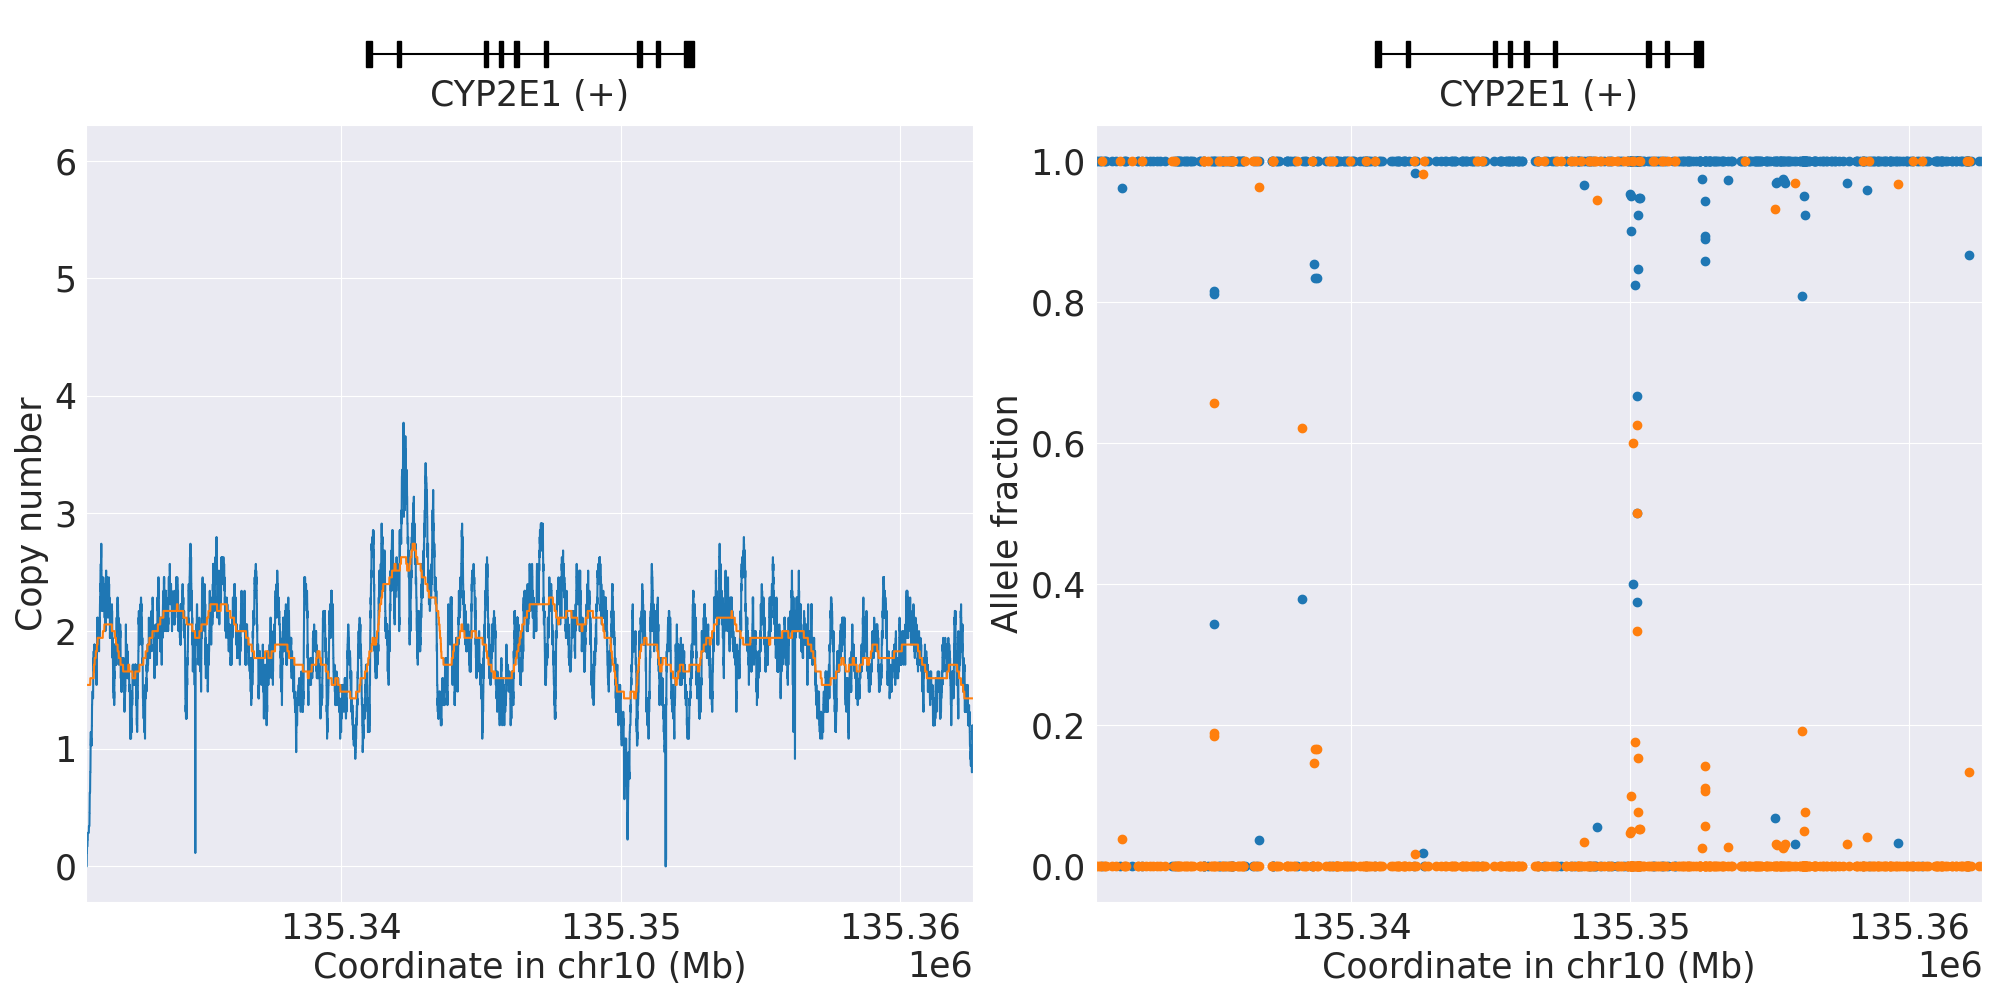 CYP2E1 (+)
6
5
4
3
2
1
0
Copy number
135.34 135.35 135.36
Coordinate in chr10 (Mb)
1e6
CYP2E1 (+)
1.0
0.8
0.6
0.4
0.2
0.0
Allele fraction
135.34 135.35 135.36
Coordinate in chr10 (Mb)
1e6